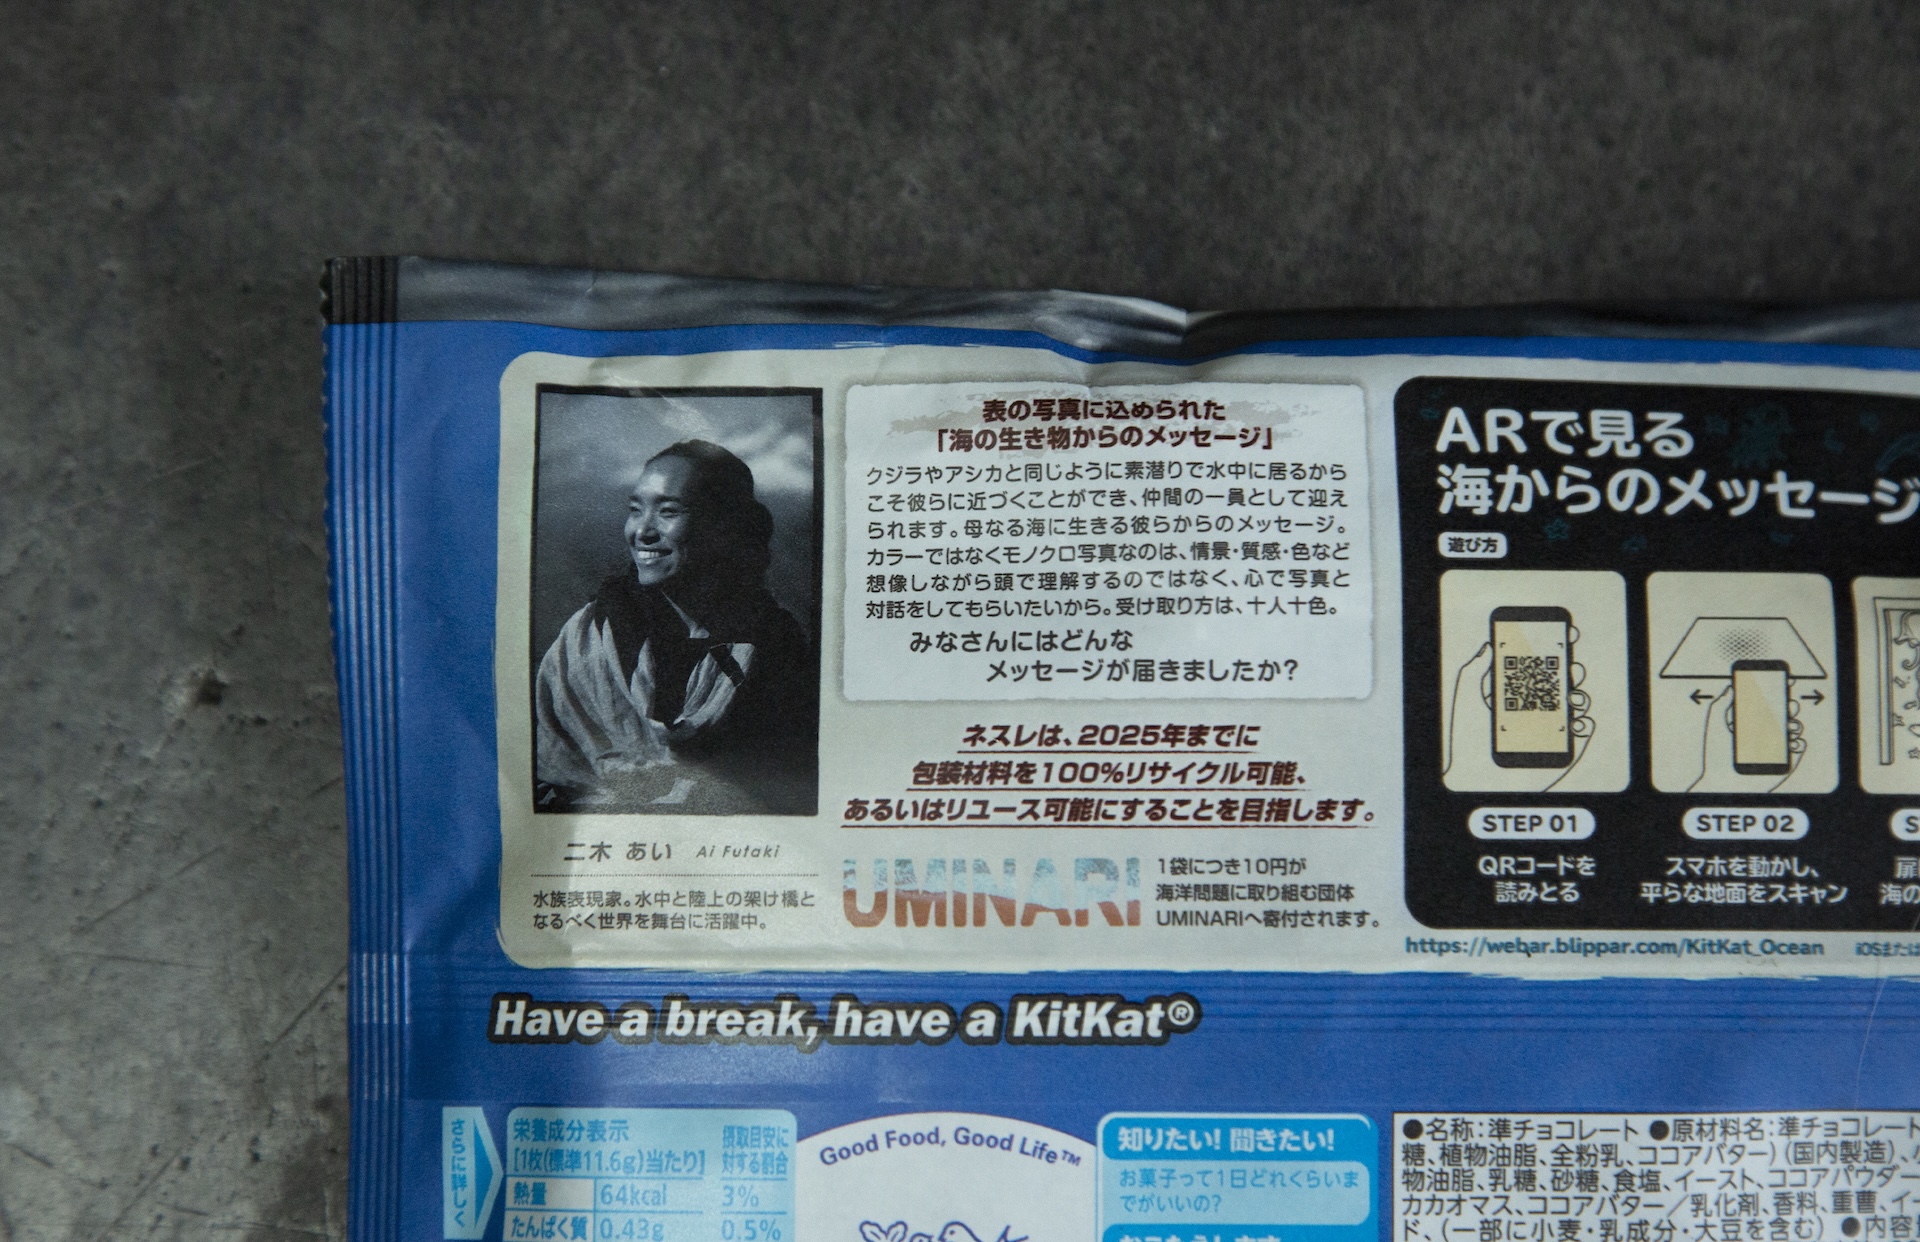 表の写真に込められた
「海の生き物からのメッセージ」
クジラやアシカと同じように素潜りで水中に居るから
こそ彼らに近づくことができ、仲間の一員として迎え
られます。母なる海に生きる彼らからのメッセージ。
カラーではなくモノクロ写真なのは、情景・質感・色など
想像しながら頭で理解するのではなく、心で写真と
対話をしてもらいたいから。受け取り方は、十人十色。
みなさんにはどんな
メッセージが届きましたか?
二木 あい Ai Futaki
水族表現家。水中と陸上の架け橋と
なるべく世界を舞台に活躍中。
ネスレは、2025年までに
包装材料を100%リサイクル可能、
あるいはリユース可能にすることを目指します。
UMINARI
1袋につき10円が
海洋問題に取り組む団体
UMINARIへ寄付されます。
ARで見る
海からのメッセージ
遊び方
STEP 01
QRコードを
読みとる
STEP 02
スマホを動かし、
平らな地面をスキャン
海の
https://webar.blippar.com/KitKat_Ocean iOSまたは
Have a break, have a KitKat®
さらに詳しく
栄養成分表示
[1枚(標準11.6g)当たり]
摂取目安に
対する割合
熱量 64kcal 3%
たんぱく質 0.43g 0.5%
Good Food, Good Life™
知りたい! 聞きたい!
お菓子って1日どれくらいま
でがいいの?
●名称:準チョコレート ●原材料名:準チョコレート
糖、植物油脂、全粉乳、ココアバター)(国内製造)、
物油脂、乳糖、砂糖、食塩、イースト、ココアパウダー
カカオマス、ココアバター/乳化剤、香料、重曹、イー
ド、(一部に小麦・乳成分・大豆を含む) ●内容